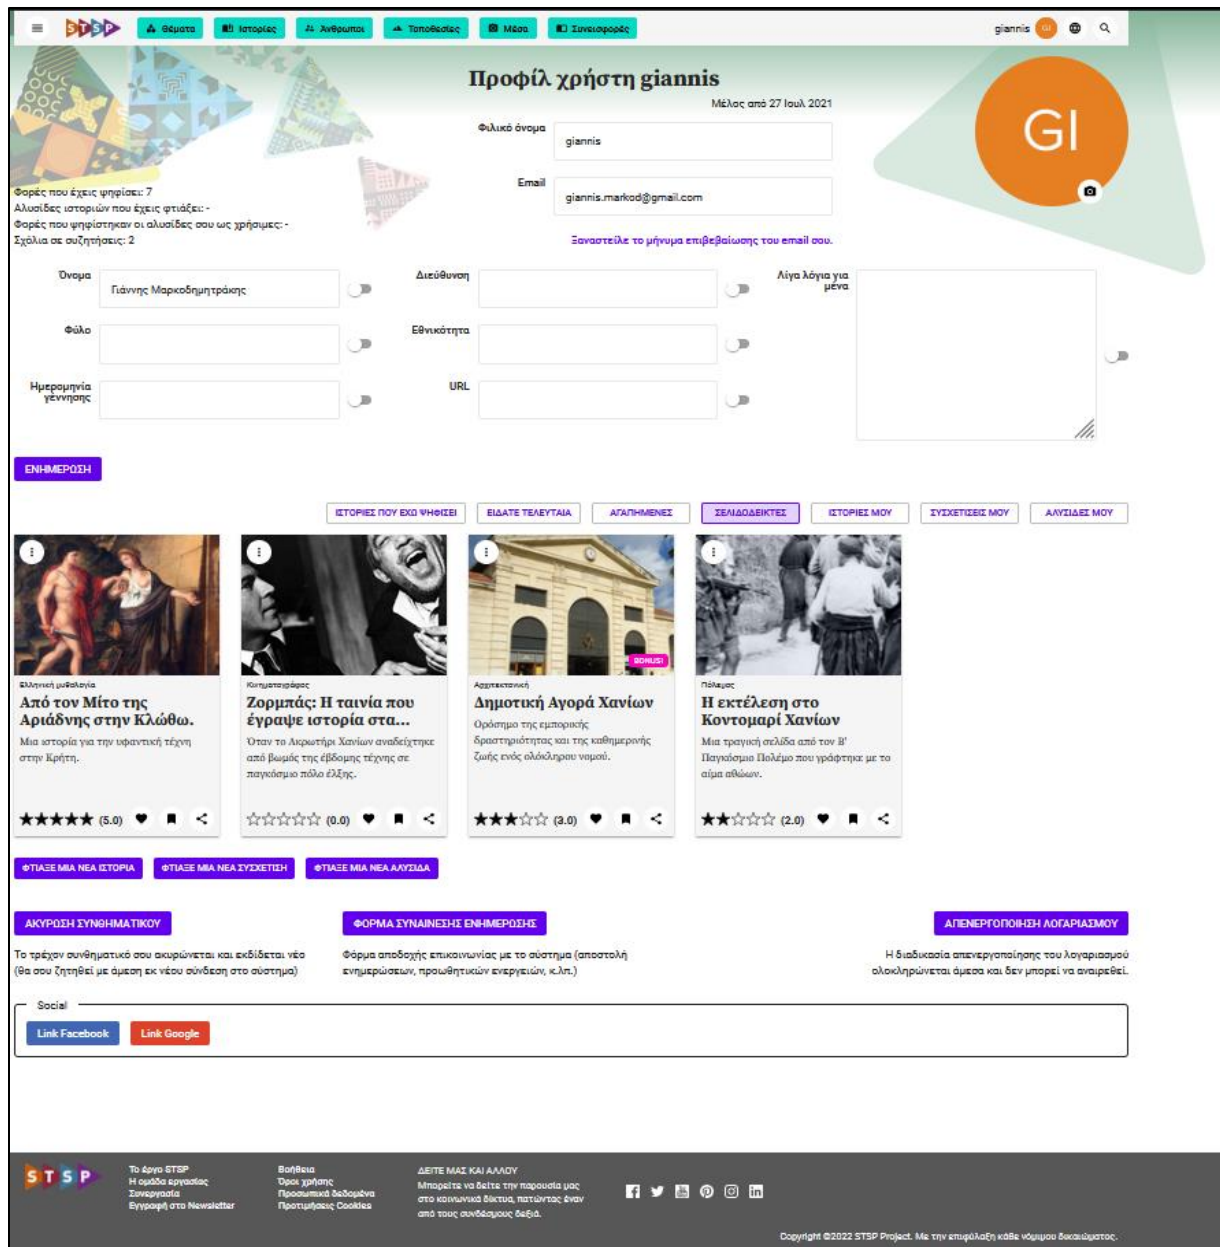 STSP
Θέματα
Ιστορίες
Άνθρωποι
Τοποθεσίες
Μέσα
Συνεισφορές
giannis
GI
Προφίλ χρήστη giannis
Μέλος από 27 Ιουλ 2021
GI
Φιλικό όνομα
giannis
Email
giannis.markod@gmail.com
Ξαναστείλε το μήνυμα επιβεβαίωσης του email σου.
Φορές που έχεις ψηφίσει: 7
Αλυσίδες ιστοριών που έχεις φτιάξει: -
Φορές που ψηφίστηκαν οι αλυσίδες σου ως χρήσιμες: -
Σχόλια σε συζητήσεις: 2
Όνομα
Γιάννης Μαρκοδημητράκης
Διεύθυνση
Λίγα λόγια για
μένα
Φύλο
Εθνικότητα
Ημερομηνία
γέννησης
URL
ΕΝΗΜΕΡΩΣΗ
ΙΣΤΟΡΙΕΣ ΠΟΥ ΕΧΩ ΨΗΦΙΣΕΙ
ΕΙΔΑΤΕ ΤΕΛΕΥΤΑΙΑ
ΑΓΑΠΗΜΕΝΕΣ
ΣΕΛΙΔΟΔΕΙΚΤΕΣ
ΙΣΤΟΡΙΕΣ ΜΟΥ
ΣΥΣΧΕΤΙΣΕΙΣ ΜΟΥ
ΑΛΥΣΙΔΕΣ ΜΟΥ
Ελληνική μυθολογία
Από τον Μίτο της
Αριάδνης στην Κλώθω.
Μια ιστορία για την υφαντική τέχνη
στην Κρήτη.
(5.0)
Κινηματογράφος
Ζορμπάς: Η ταινία που
έγραψε ιστορία στα...
Όταν το Ακρωτήρι Χανίων αναδείχτηκε
από βωμός της έβδομης τέχνης σε
παγκόσμιο πόλο έλξης.
(0.0)
BONUS!
Αρχιτεκτονική
Δημοτική Αγορά Χανίων
Ορόσημο της εμπορικής
δραστηριότητας και της καθημερινής
ζωής ενός ολόκληρου νομού.
(3.0)
Πόλεμος
Η εκτέλεση στο
Κοντομαρί Χανίων
Μια τραγική σελίδα από τον Β'
Παγκόσμιο Πολέμο που γράφτηκε με το
αίμα αθώων.
(2.0)
ΦΤΙΑΞΕ ΜΙΑ ΝΕΑ ΙΣΤΟΡΙΑ
ΦΤΙΑΞΕ ΜΙΑ ΝΕΑ ΣΥΣΧΕΤΙΣΗ
ΦΤΙΑΞΕ ΜΙΑ ΝΕΑ ΑΛΥΣΙΔΑ
ΑΚΥΡΩΣΗ ΣΥΝΘΗΜΑΤΙΚΟΥ
Το τρέχον συνθηματικό σου ακυρώνεται και εκδίδεται νέο
(θα σου ζητηθεί με άμεση εκ νέου σύνδεση στο σύστημα)
ΦΟΡΜΑ ΣΥΝΑΙΝΕΣΗΣ ΕΝΗΜΕΡΩΣΗΣ
Φόρμα αποδοχής επικοινωνίας με το σύστημα (αποστολή
ενημερώσεων, προωθητικών ενεργειών, κ.λπ.)
ΑΠΕΝΕΡΓΟΠΟΙΗΣΗ ΛΟΓΑΡΙΑΣΜΟΥ
Η διαδικασία απενεργοποίησης του λογαριασμού
ολοκληρώνεται άμεσα και δεν μπορεί να αναιρεθεί.
Social
Link Facebook
Link Google
STSP
Το έργο STSP
Η ομάδα εργασίας
Συνεργασία
Εγγραφή στο Newsletter
Βοήθεια
Όροι χρήσης
Προσωπικά δεδομένα
Προτιμήσεις Cookies
ΔΕΙΤΕ ΜΑΣ ΚΑΙ ΑΛΛΟΥ
Μπορείτε να δείτε την παρουσία μας
στα κοινωνικά δίκτυα, πατώντας έναν
από τους συνδέσμους δεξιά.
Copyright ©2022 STSP Project. Με την επιφύλαξη κάθε νόμιμου δικαιώματος.